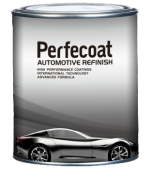 Perfecoat
AUTOMOTIVE REFINISH
HIGH PERFORMANCE COATINGS
INTERNATIONAL TECHNOLOGY
ADVANCED FORMULA